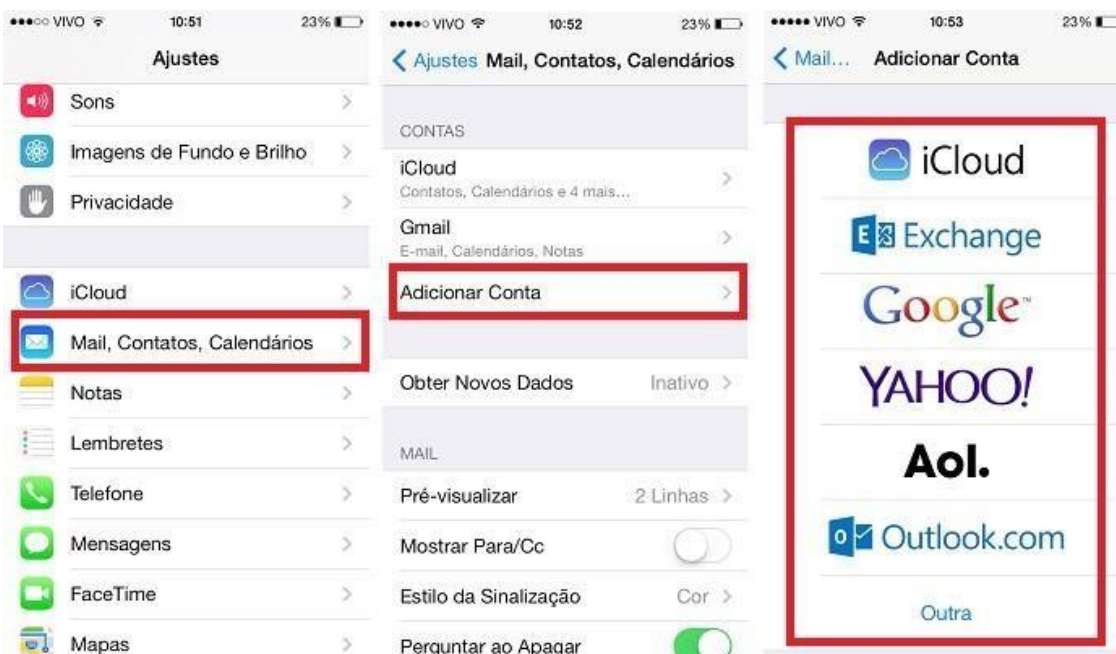 VIVO 10:51 23%
Ajustes
Sons
Imagens de Fundo e Brilho
Privacidade
iCloud
Mail, Contatos, Calendários
Notas
Lembretes
Telefone
Mensagens
FaceTime
Mapas
VIVO 10:52 23%
Ajustes Mail, Contatos, Calendários
CONTAS
iCloud
Contatos, Calendários e 4 mais...
Gmail
E-mail, Calendários, Notas
Adicionar Conta
Obter Novos Dados Inativo
MAIL
Pré-visualizar 2 Linhas
Mostrar Para/Cc
Estilo da Sinalização Cor
Perguntar ao Apagar
VIVO 10:53 23%
Mail... Adicionar Conta
iCloud
E Exchange
Google™
YAHOO!
Aol.
o Outlook.com
Outra